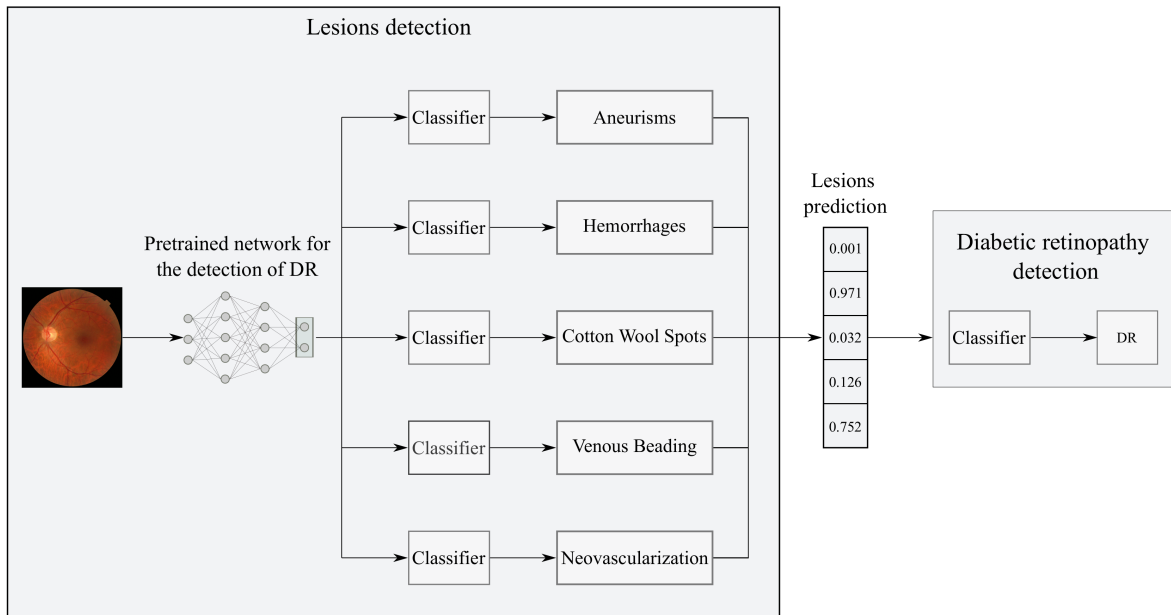 Lesions detection
Pretrained network for
the detection of DR
Classifier
Aneurisms
Classifier
Hemorrhages
Classifier
Cotton Wool Spots
Classifier
Venous Beading
Classifier
Neovascularization
Lesions
prediction
0.001
0.971
0.032
0.126
0.752
Diabetic retinopathy
detection
Classifier
DR